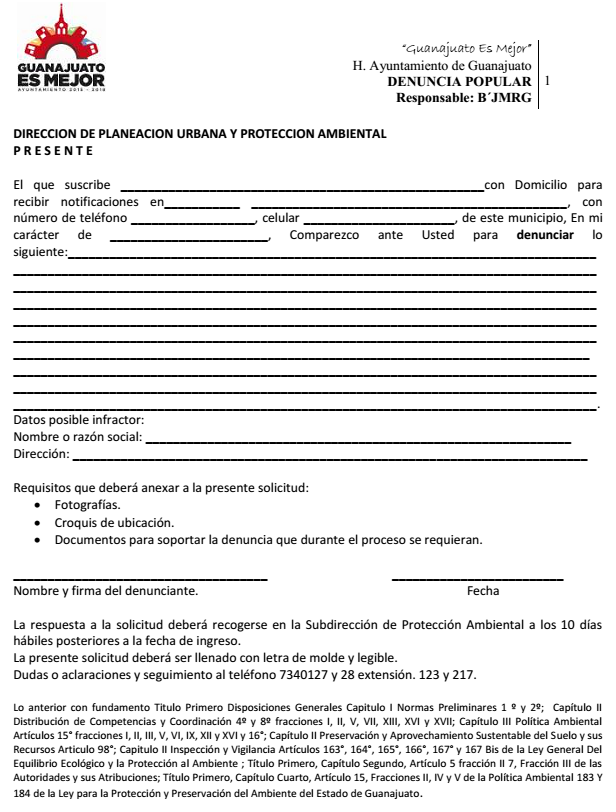 GUANAJUATO
ES MEJOR
AYUNTAMIENTO 2015 - 2018
"Guanajuato Es Mejor"
H. Ayuntamiento de Guanajuato
DENUNCIA POPULAR
Responsable: B´JMRG
1
DIRECCION DE PLANEACION URBANA Y PROTECCION AMBIENTAL
P R E S E N T E
El que suscribe ________________ con Domicilio para
recibir notificaciones en__________ ________________, con
número de teléfono ________________, celular ________________, de este municipio, En mi
carácter de ________________, Comparezco ante Usted para denunciar lo
siguiente:________________
.
Datos posible infractor:
Nombre o razón social: ________________
Dirección: ________________
Requisitos que deberá anexar a la presente solicitud:
• Fotografías.
• Croquis de ubicación.
• Documentos para soportar la denuncia que durante el proceso se requieran.
Nombre y firma del denunciante. Fecha
La respuesta a la solicitud deberá recogerse en la Subdirección de Protección Ambiental a los 10 días
hábiles posteriores a la fecha de ingreso.
La presente solicitud deberá ser llenado con letra de molde y legible.
Dudas o aclaraciones y seguimiento al teléfono 7340127 y 28 extensión. 123 y 217.
Lo anterior con fundamento Titulo Primero Disposiciones Generales Capitulo I Normas Preliminares 1 º y 2º; Capítulo II
Distribución de Competencias y Coordinación 4º y 8º fracciones I, II, V, VII, XIII, XVI y XVII; Capítulo III Política Ambiental
Artículos 15° fracciones I, II, III, V, VI, IX, XII y XVI y 16°; Capítulo II Preservación y Aprovechamiento Sustentable del Suelo y sus
Recursos Articulo 98°; Capitulo II Inspección y Vigilancia Artículos 163°, 164°, 165°, 166°, 167° y 167 Bis de la Ley General Del
Equilibrio Ecológico y la Protección al Ambiente ; Título Primero, Capítulo Segundo, Artículo 5 fracción II 7, Fracción III de las
Autoridades y sus Atribuciones; Título Primero, Capítulo Cuarto, Artículo 15, Fracciones II, IV y V de la Política Ambiental 183 Y
184 de la Ley para la Protección y Preservación del Ambiente del Estado de Guanajuato.